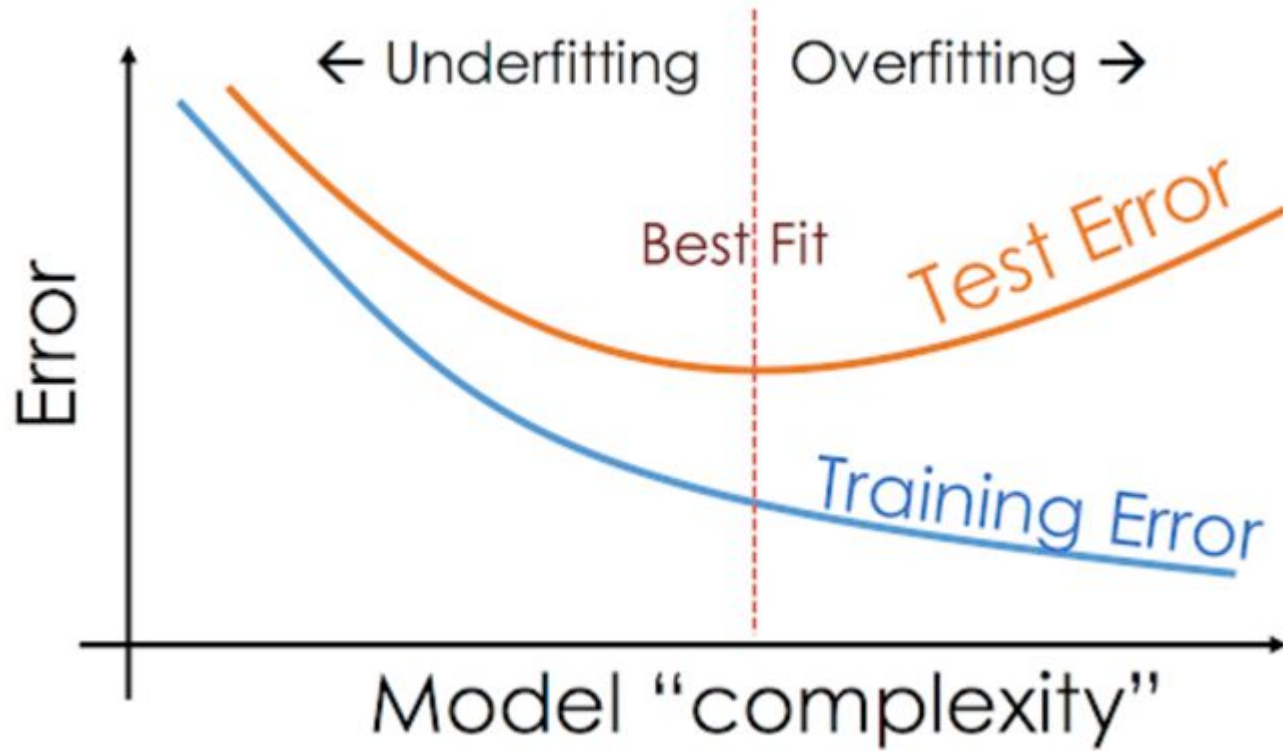 ← Underfitting
Overfitting →
Best Fit
Test Error
Training Error
Error
Model “complexity”